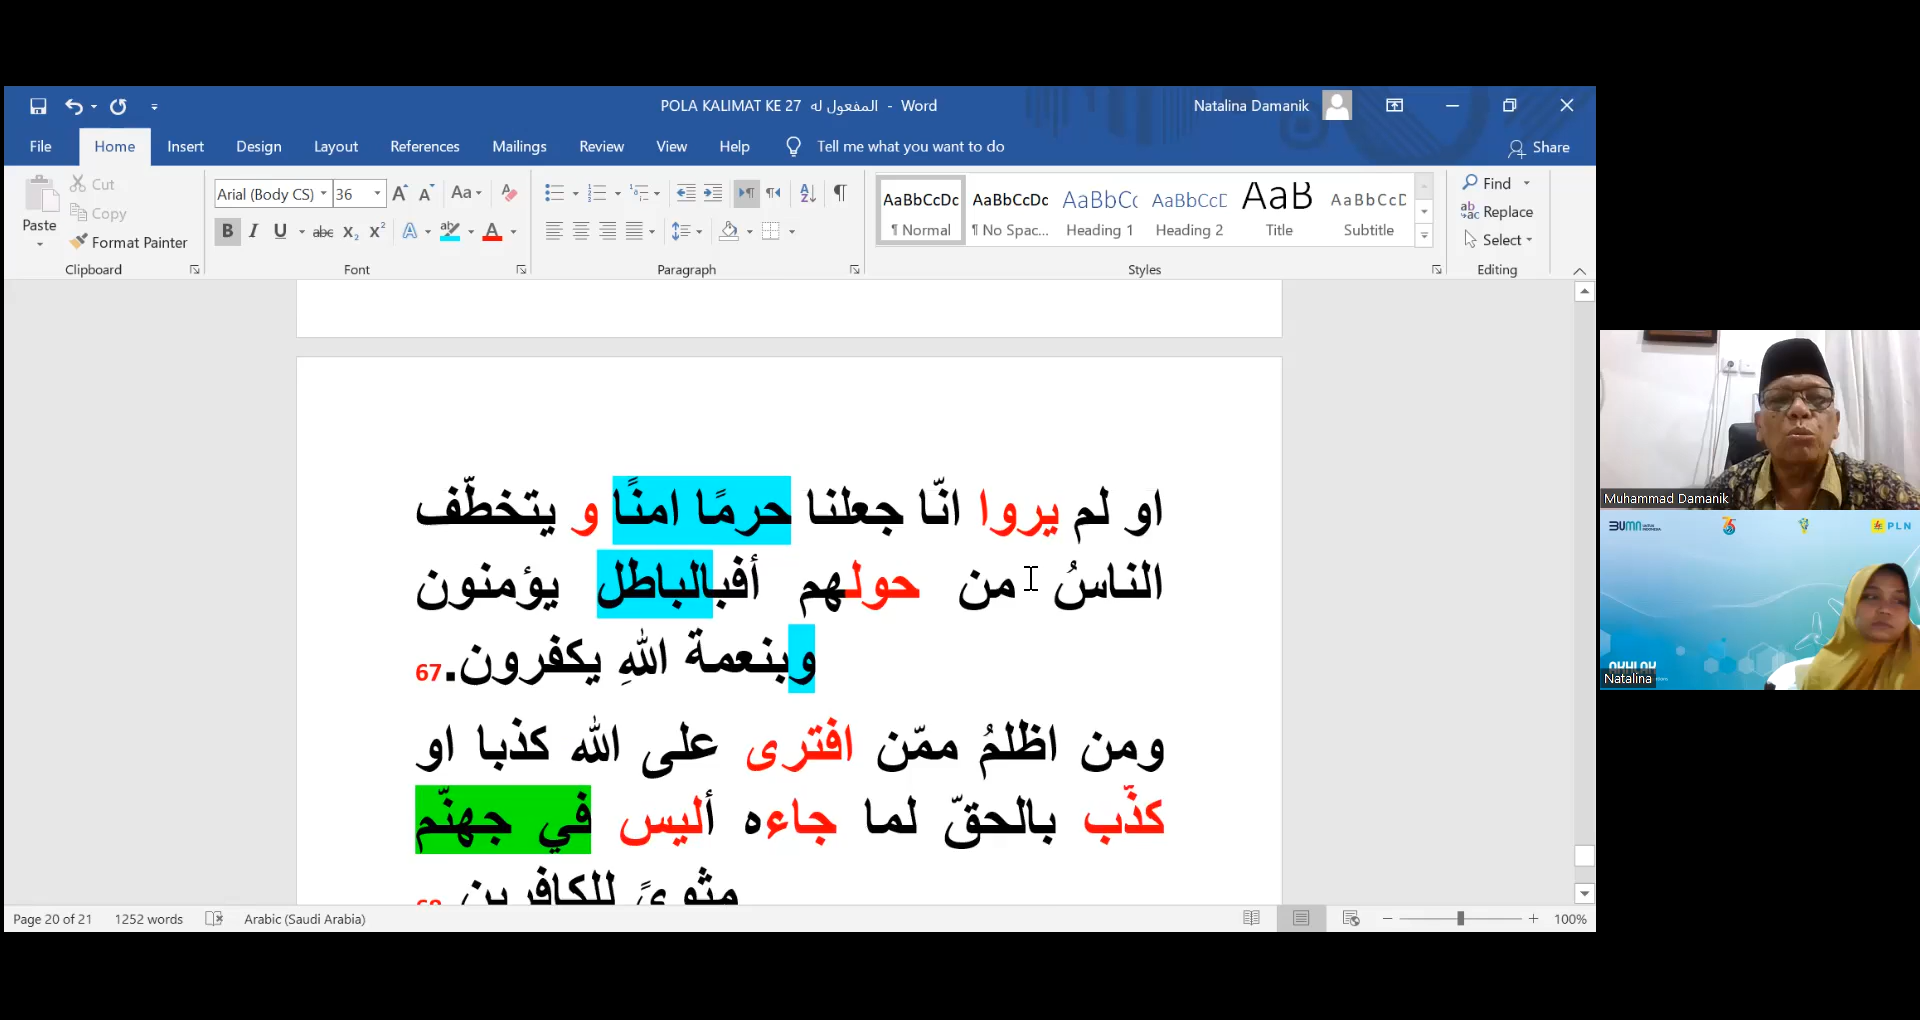 POLA KALIMAT KE 27 المفعول له - Word
Natalina Damanik
File Home Insert Design Layout References Mailings Review View Help Tell me what you want to do
Share
Paste
Cut
Copy
Format Painter
Clipboard
Arial (Body CS) 36
Font
Paragraph
AaBbCcDc AaBbCcDc AaBbCc AaBbCcD AaB AaBbCcD
¶ Normal ¶ No Spac... Heading 1 Heading 2 Title Subtitle
Styles
Find
Replace
Select
Editing
او لم يروا انّا جعلنا حرمًا امنًا و يتخطّف
الناسُ من حولهم أفبالباطل يؤمنون
وبنعمة اللهِ يكفرون.67
ومن اظلمُ ممّن افترى على الله كذبا او
كذّب بالحقّ لما جاءه أليس في جهنّم
مثوىً للكافرين
Page 20 of 21 1252 words Arabic (Saudi Arabia) 100%
Muhammad Damanik
BUMN
PLN
AKHLAK
Natalina